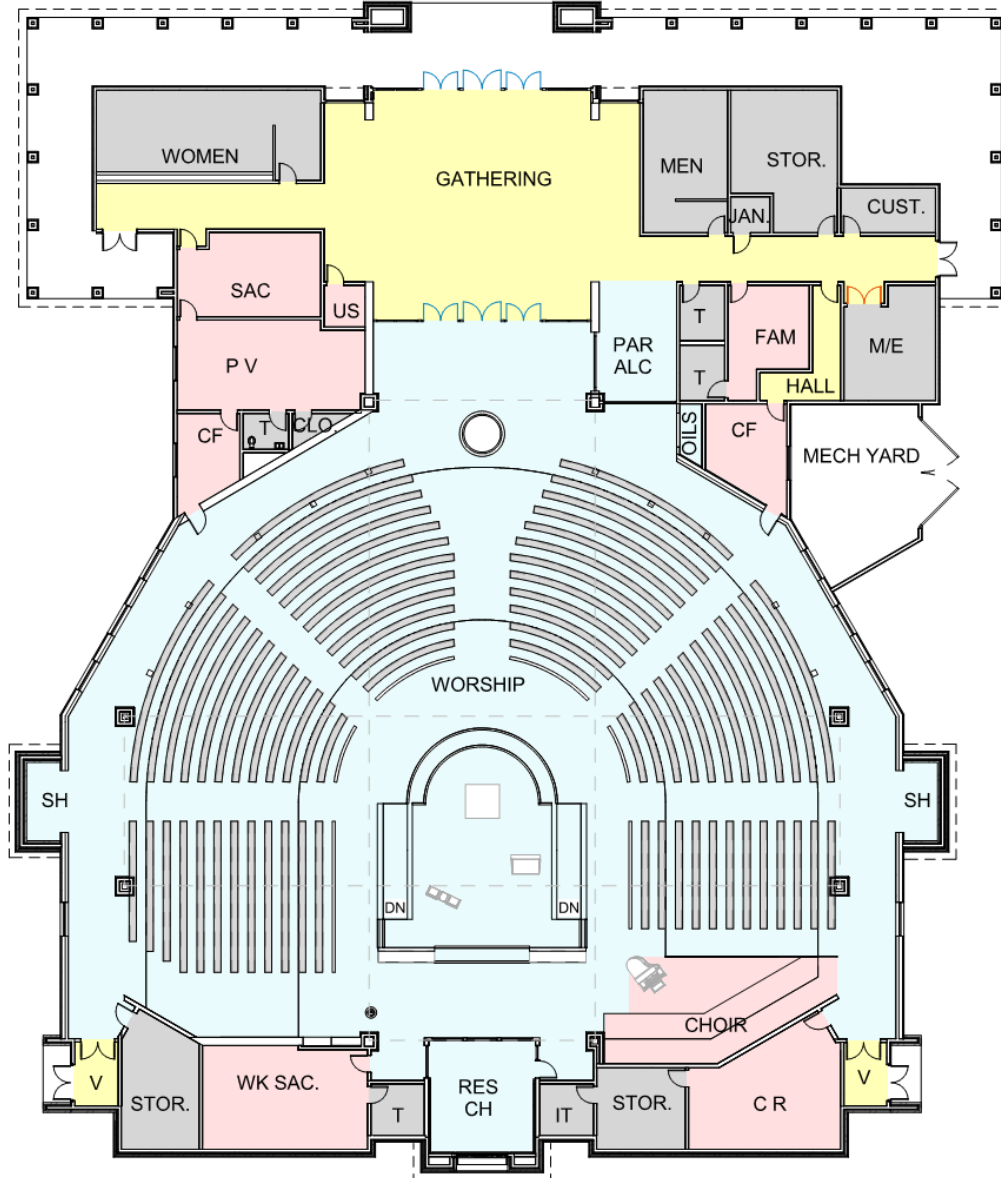 WOMEN
GATHERING
MEN
STOR.
JAN.
CUST.
SAC
US
P V
PAR
ALC
T
T
FAM
HALL
M/E
CF
T
CLO.
OILS
CF
MECH YARD
WORSHIP
SH
SH
DN
DN
CHOIR
V
STOR.
WK SAC.
T
RES
CH
IT
STOR.
C R
V